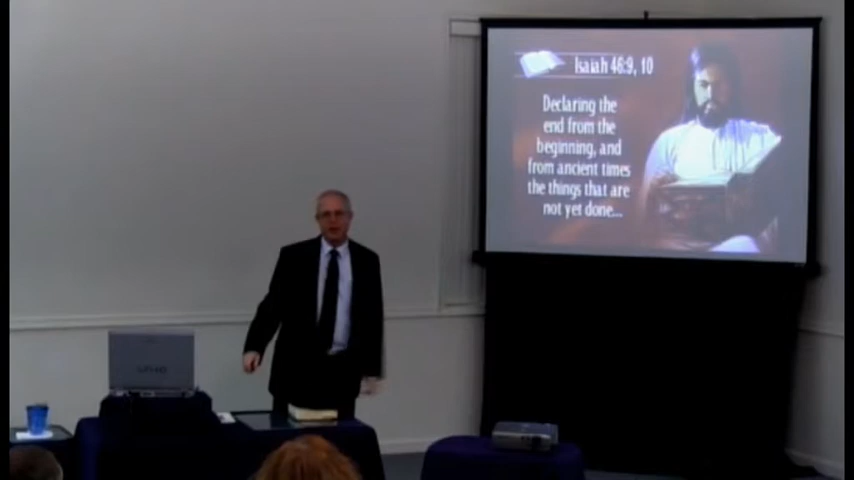 Isaiah 46:9, 10
Declaring the
end from the
beginning, and
from ancient times
the things that are
not yet done...
VAIO